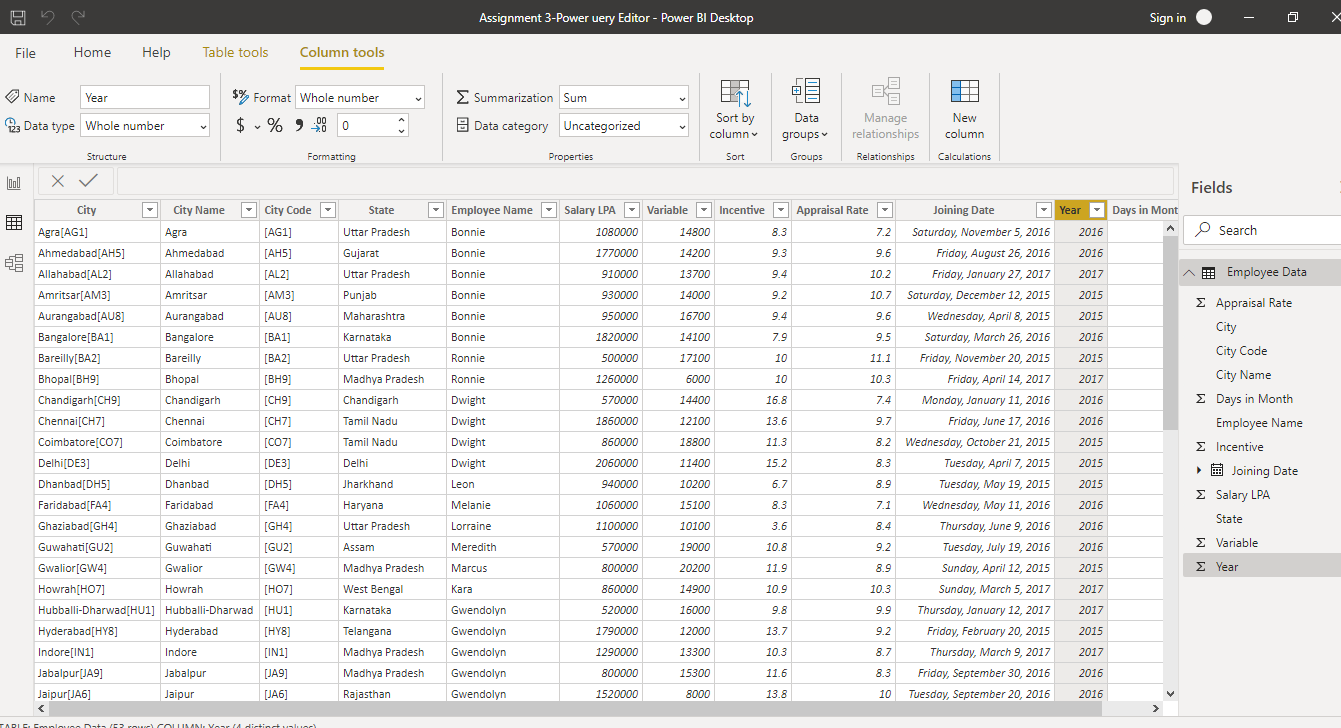 Assignment 3-Power uery Editor - Power BI Desktop Sign in
File Home Help Table tools Column tools
Name Year
Data type Whole number
Structure
Format Whole number
$ % 0
Formatting
Summarization Sum
Data category Uncategorized
Properties
Sort by
column
Sort
Data
groups
Groups
Manage
relationships
Relationships
New
column
Calculations
City City Name City Code State Employee Name Salary LPA Variable Incentive Appraisal Rate Joining Date Year Days in Mont
Agra[AG1] Agra [AG1] Uttar Pradesh Bonnie 1080000 14800 8.3 7.2 Saturday, November 5, 2016 2016
Ahmedabad[AH5] Ahmedabad [AH5] Gujarat Bonnie 1770000 14200 9.3 9.6 Friday, August 26, 2016 2016
Allahabad[AL2] Allahabad [AL2] Uttar Pradesh Bonnie 910000 13700 9.4 10.2 Friday, January 27, 2017 2017
Amritsar[AM3] Amritsar [AM3] Punjab Bonnie 930000 14000 9.2 10.7 Saturday, December 12, 2015 2015
Aurangabad[AU8] Aurangabad [AU8] Maharashtra Bonnie 950000 16700 9.4 9.6 Wednesday, April 8, 2015 2015
Bangalore[BA1] Bangalore [BA1] Karnataka Bonnie 1820000 14100 7.9 9.5 Saturday, March 26, 2016 2016
Bareilly[BA2] Bareilly [BA2] Uttar Pradesh Ronnie 500000 17100 10 11.1 Friday, November 20, 2015 2015
Bhopal[BH9] Bhopal [BH9] Madhya Pradesh Ronnie 1260000 6000 10 10.3 Friday, April 14, 2017 2017
Chandigarh[CH9] Chandigarh [CH9] Chandigarh Dwight 570000 14400 16.8 7.4 Monday, January 11, 2016 2016
Chennai[CH7] Chennai [CH7] Tamil Nadu Dwight 1860000 12100 13.6 9.7 Friday, June 17, 2016 2016
Coimbatore[CO7] Coimbatore [CO7] Tamil Nadu Dwight 860000 18800 11.3 8.2 Wednesday, October 21, 2015 2015
Delhi[DE3] Delhi [DE3] Delhi Dwight 2060000 11400 15.2 8.3 Tuesday, April 7, 2015 2015
Dhanbad[DH5] Dhanbad [DH5] Jharkhand Leon 940000 10200 6.7 8.9 Tuesday, May 19, 2015 2015
Faridabad[FA4] Faridabad [FA4] Haryana Melanie 1060000 15100 8.3 7.1 Wednesday, May 11, 2016 2016
Ghaziabad[GH4] Ghaziabad [GH4] Uttar Pradesh Lorraine 1100000 10100 3.6 8.4 Thursday, June 9, 2016 2016
Guwahati[GU2] Guwahati [GU2] Assam Meredith 570000 19000 10.8 9.2 Tuesday, July 19, 2016 2016
Gwalior[GW4] Gwalior [GW4] Madhya Pradesh Marcus 800000 20200 11.9 8.9 Sunday, April 12, 2015 2015
Howrah[HO7] Howrah [HO7] West Bengal Kara 860000 14900 10.9 10.3 Sunday, March 5, 2017 2017
Hubballi-Dharwad[HU1] Hubballi-Dharwad [HU1] Karnataka Gwendolyn 520000 16000 9.8 9.9 Thursday, January 12, 2017 2017
Hyderabad[HY8] Hyderabad [HY8] Telangana Gwendolyn 1790000 12000 13.7 9.2 Friday, February 20, 2015 2015
Indore[IN1] Indore [IN1] Madhya Pradesh Gwendolyn 1290000 13300 10.3 8.7 Thursday, March 9, 2017 2017
Jabalpur[JA9] Jabalpur [JA9] Madhya Pradesh Gwendolyn 800000 15300 11.6 8.3 Friday, September 30, 2016 2016
Jaipur[JA6] Jaipur [JA6] Rajasthan Gwendolyn 1520000 8000 13.8 10 Tuesday, September 20, 2016 2016
TABLE: Employee Data (53 rows) COLUMN: Year (4 distinct values)
Fields
Search
Employee Data
Appraisal Rate
City
City Code
City Name
Days in Month
Employee Name
Incentive
Joining Date
Salary LPA
State
Variable
Year